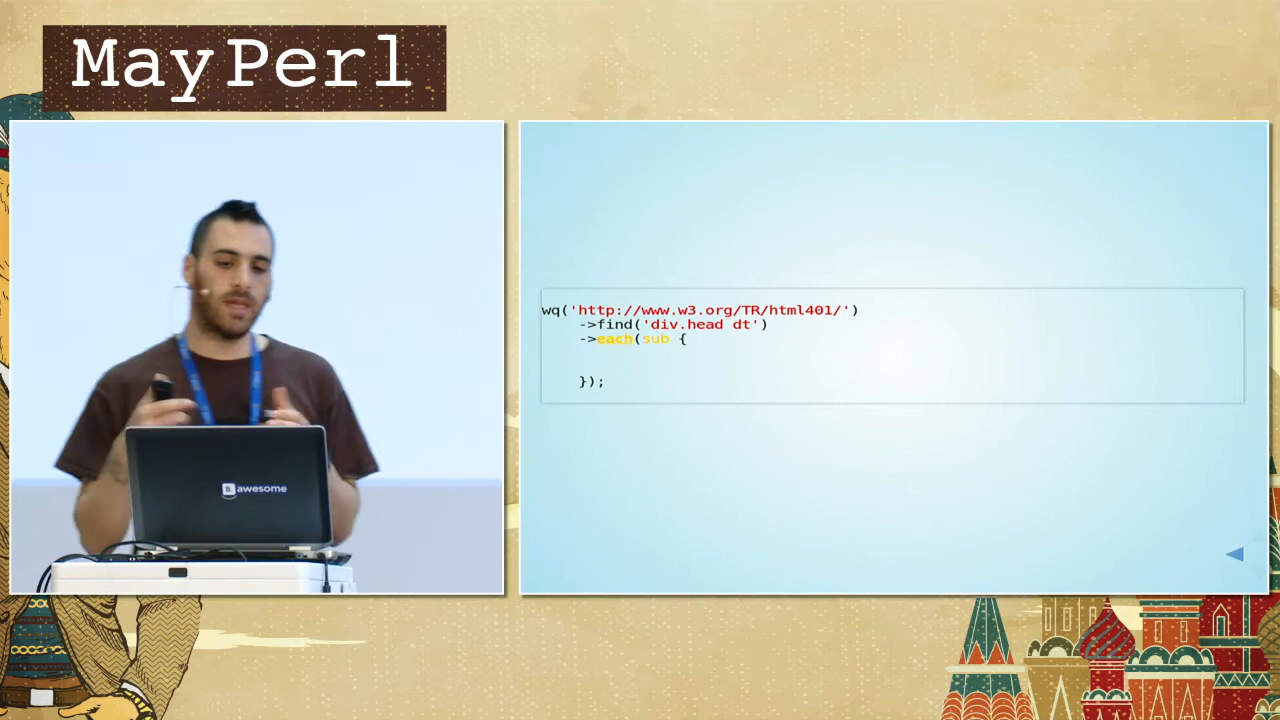 MayPerl
wq('http://www.w3.org/TR/html401/')
    ->find('div.head dt')
    ->each(sub {
    });
B. awesome